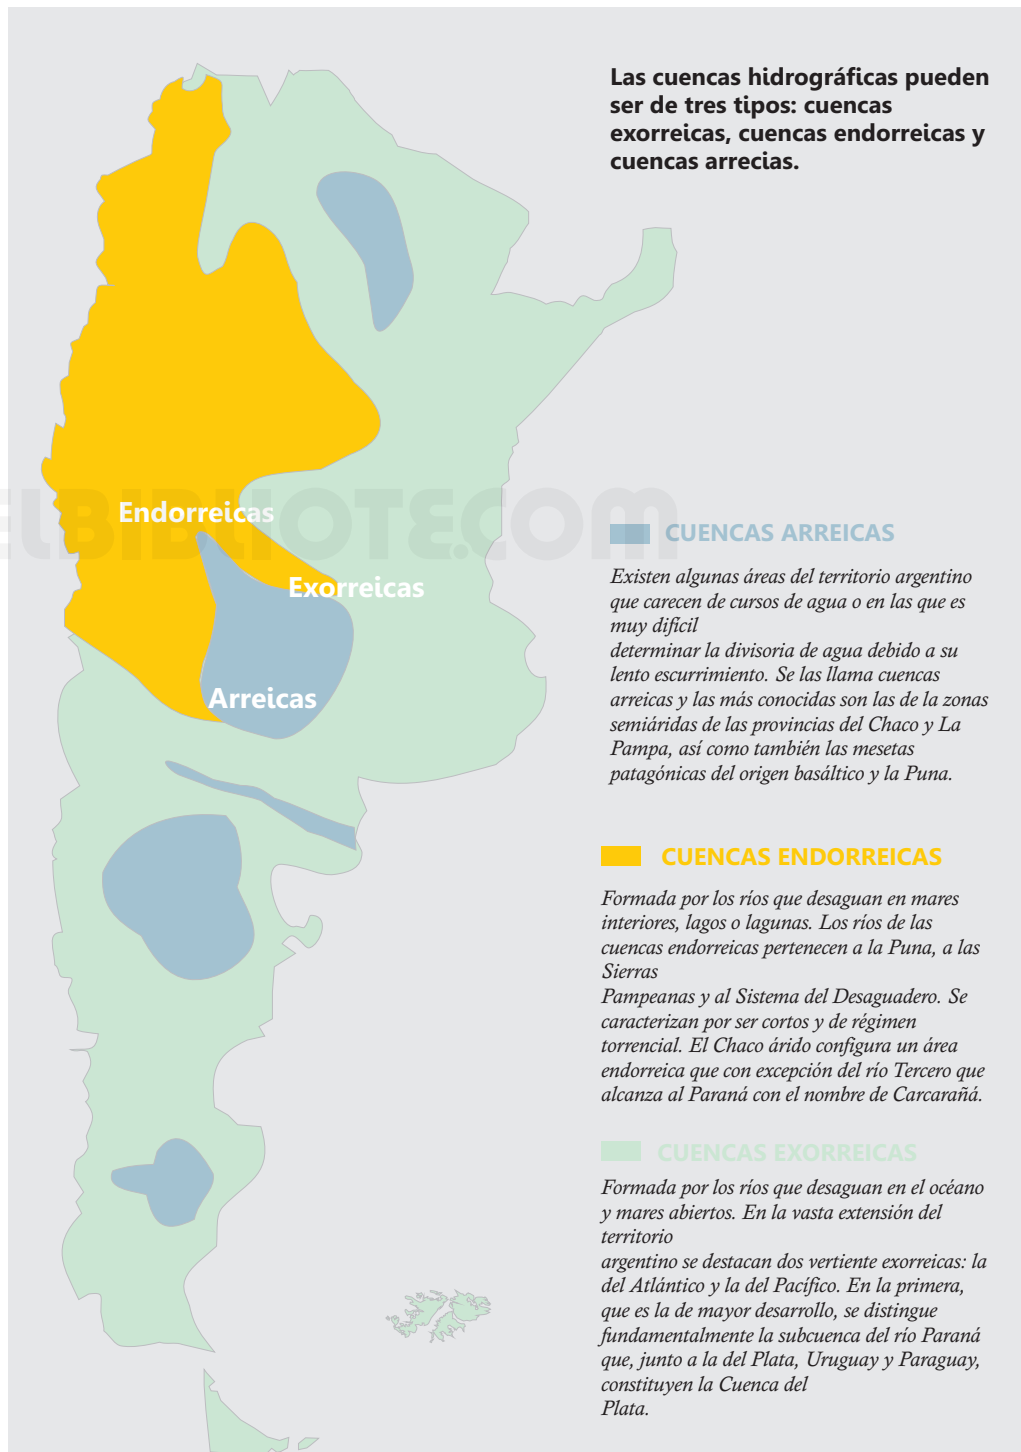 Las cuencas hidrográficas pueden
ser de tres tipos: cuencas
exorreicas, cuencas endorreicas y
cuencas arrecias.
ELBIBLIOTE.COM
Endorreicas
Exorreicas
Arreicas
CUENCAS ARREICAS
Existen algunas áreas del territorio argentino
que carecen de cursos de agua o en las que es
muy difícil
determinar la divisoria de agua debido a su
lento escurrimiento. Se las llama cuencas
arreicas y las más conocidas son las de la zonas
semiáridas de las provincias del Chaco y La
Pampa, así como también las mesetas
patagónicas del origen basáltico y la Puna.
CUENCAS ENDORREICAS
Formada por los ríos que desaguan en mares
interiores, lagos o lagunas. Los ríos de las
cuencas endorreicas pertenecen a la Puna, a las
Sierras
Pampeanas y al Sistema del Desaguadero. Se
caracterizan por ser cortos y de régimen
torrencial. El Chaco árido configura un área
endorreica que con excepción del río Tercero que
alcanza al Paraná con el nombre de Carcarañá.
CUENCAS EXORREICAS
Formada por los ríos que desaguan en el océano
y mares abiertos. En la vasta extensión del
territorio
argentino se destacan dos vertiente exorreicas: la
del Atlántico y la del Pacífico. En la primera,
que es la de mayor desarrollo, se distingue
fundamentalmente la subcuenca del río Paraná
que, junto a la del Plata, Uruguay y Paraguay,
constituyen la Cuenca del
Plata.